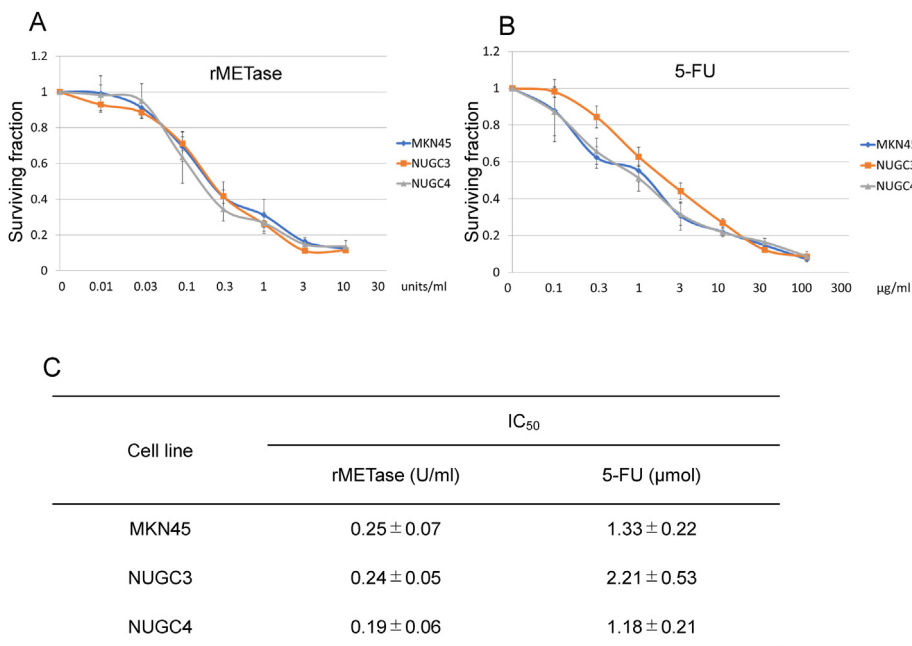 A
rMETase
1.2
1
0.8
0.6
0.4
0.2
0
Surviving fraction
0 0.01 0.03 0.1 0.3 1 3 10 30 units/ml
MKN45
NUGC3
NUGC4
B
5-FU
1.2
1
0.8
0.6
0.4
0.2
0
Surviving fraction
0 0.1 0.3 1 3 10 30 100 300 µg/ml
MKN45
NUGC3
NUGC4
C
Cell line
IC50
rMETase (U/ml) 5-FU (µmol)
MKN45 0.25±0.07 1.33±0.22
NUGC3 0.24±0.05 2.21±0.53
NUGC4 0.19±0.06 1.18±0.21